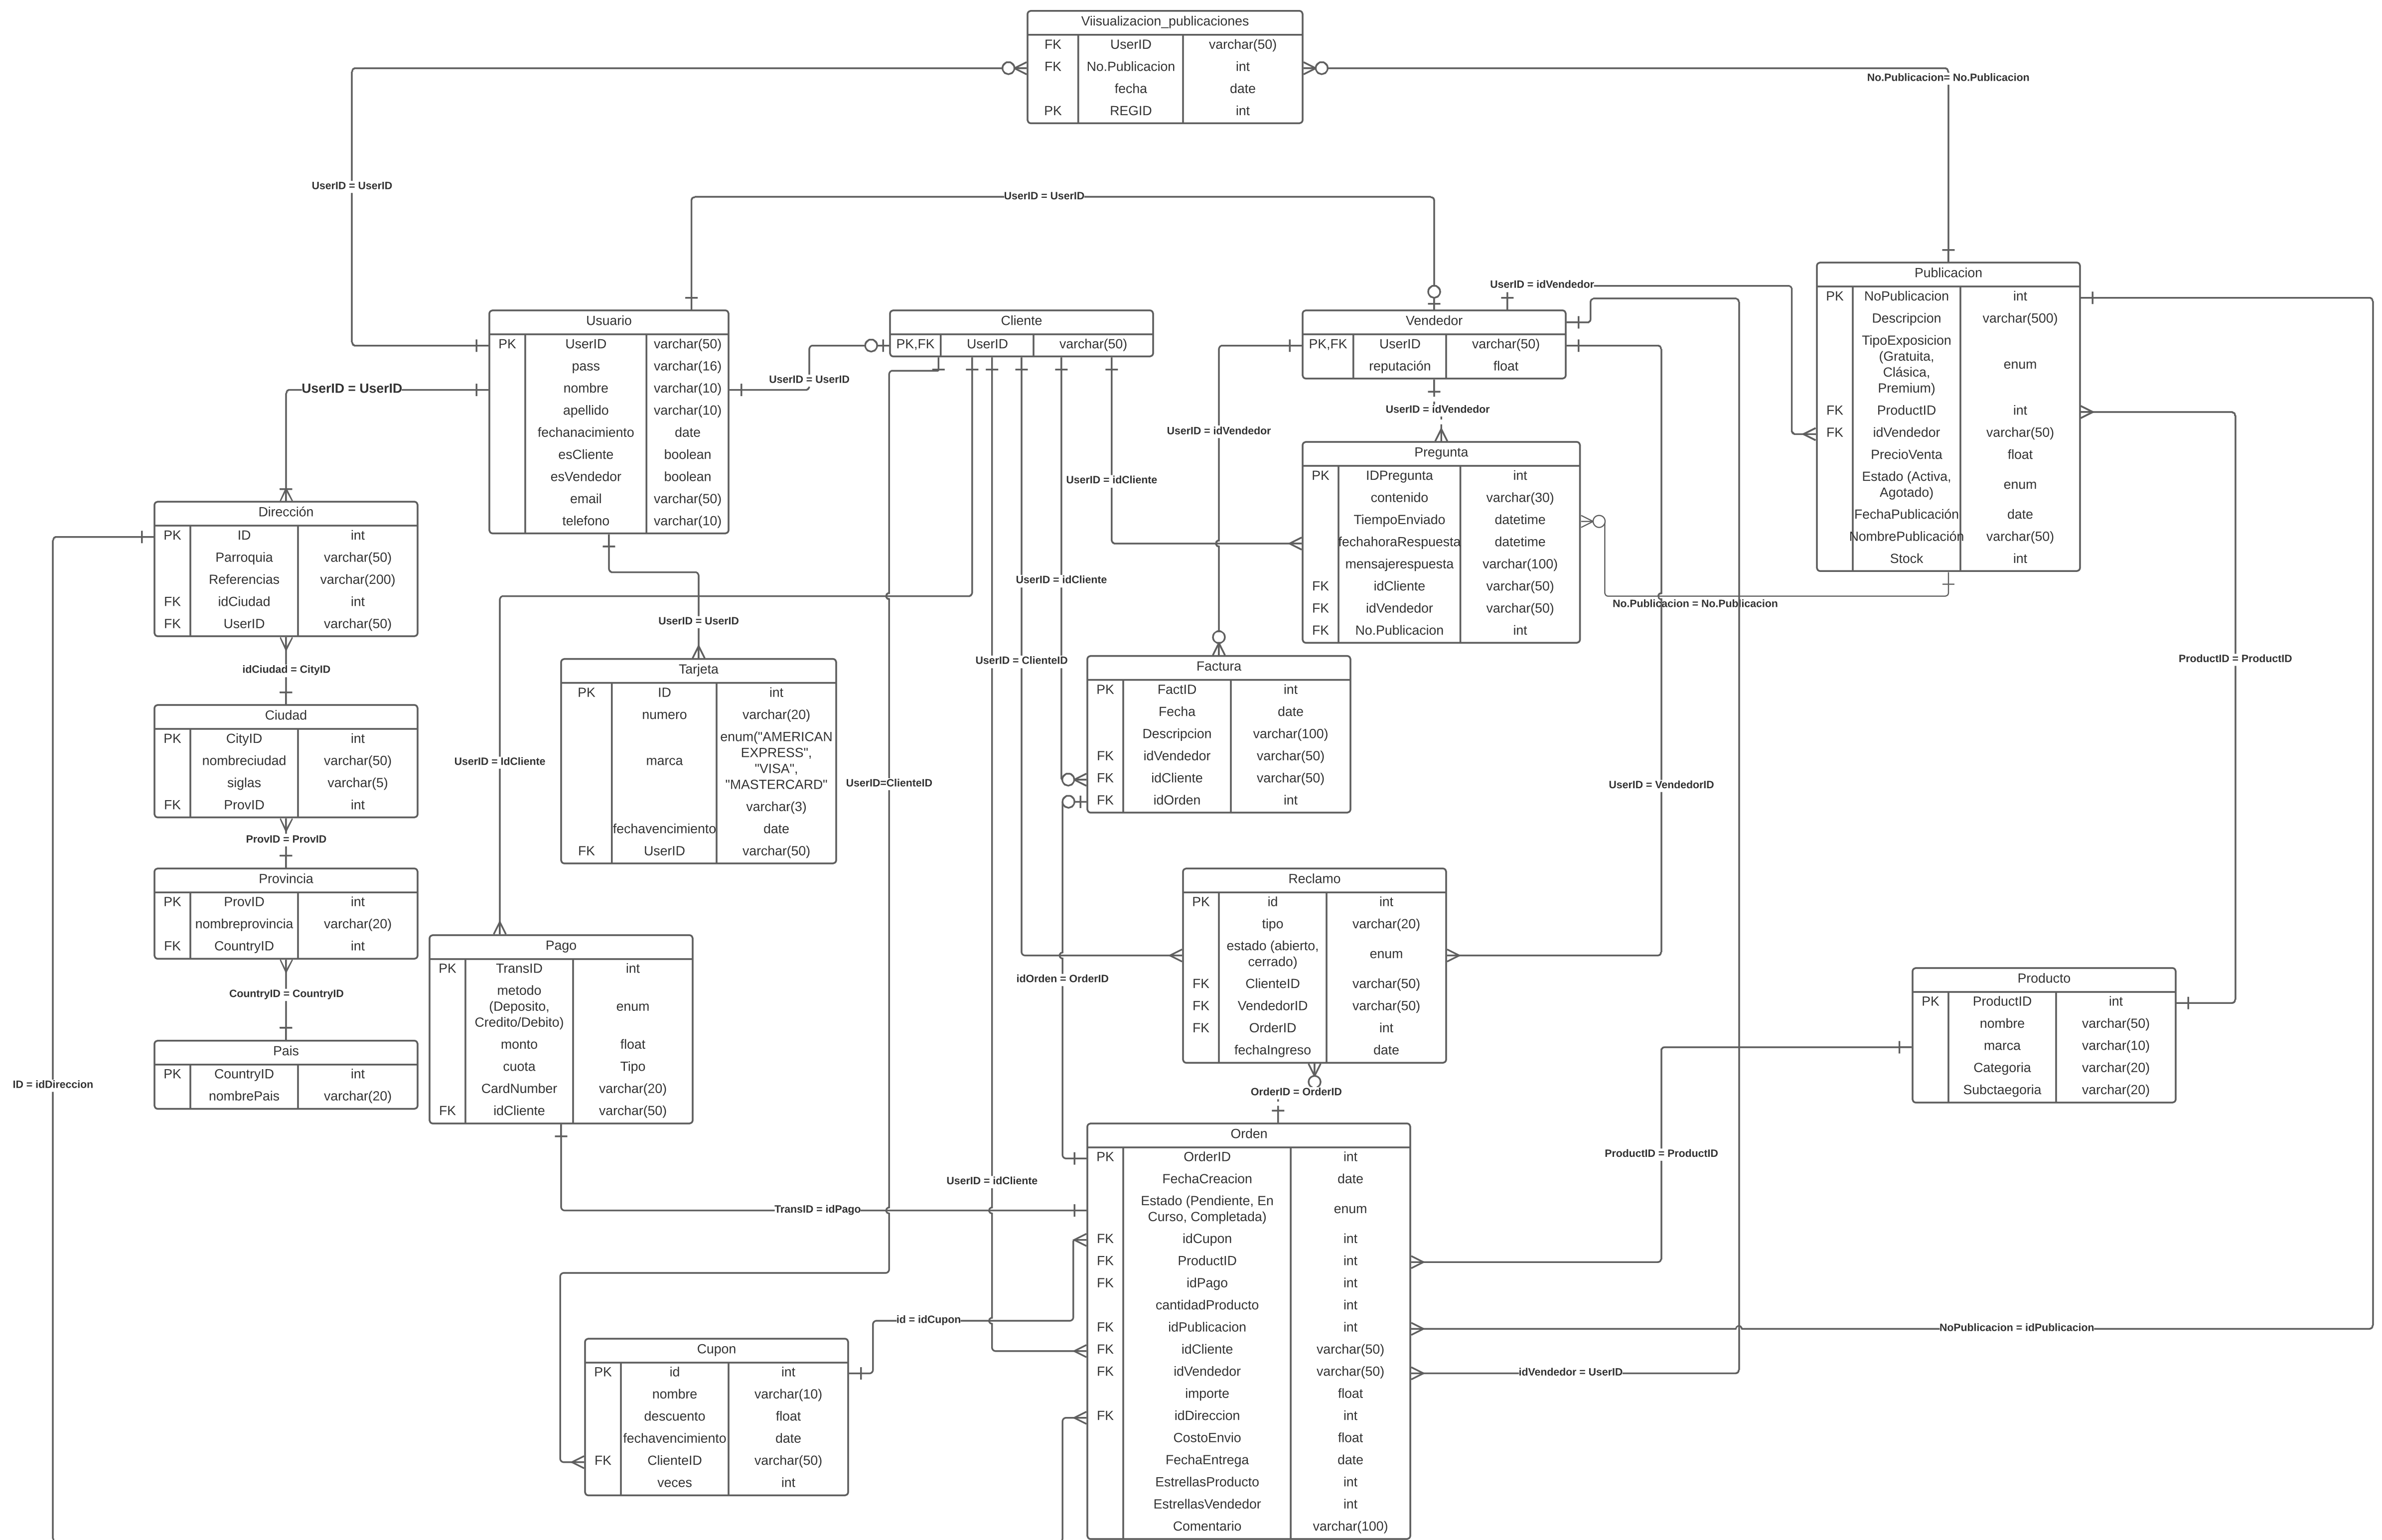 Viisualizacion_publicaciones
FK UserID varchar(50)
FK No.Publicacion int
fecha date
PK REGID int
No.Publicacion= No.Publicacion
UserID = UserID
UserID = UserID
UserID = idVendedor
Publicacion
PK NoPublicacion int
Descripcion varchar(500)
TipoExposicion
(Gratuita,
Clásica,
Premium)
enum
FK ProductID int
FK idVendedor varchar(50)
PrecioVenta float
Estado (Activa,
Agotado)
enum
FechaPublicación date
NombrePublicación varchar(50)
Stock int
Usuario
PK UserID varchar(50)
pass varchar(16)
nombre varchar(10)
apellido varchar(10)
fechanacimiento date
esCliente boolean
esVendedor boolean
email varchar(50)
telefono varchar(10)
Cliente
PK,FK UserID varchar(50)
UserID = UserID
Vendedor
PK,FK UserID varchar(50)
reputación float
UserID = UserID
UserID = idVendedor
UserID = idVendedor
UserID = idCliente
Pregunta
PK IDPregunta int
contenido varchar(30)
TiempoEnviado datetime
fechahoraRespuesta datetime
mensajerespuesta varchar(100)
FK idCliente varchar(50)
FK idVendedor varchar(50)
FK No.Publicacion int
No.Publicacion = No.Publicacion
Dirección
PK ID int
Parroquia varchar(50)
Referencias varchar(200)
FK idCiudad int
FK UserID varchar(50)
UserID = idCliente
UserID = UserID
UserID = ClienteID
ProductID = ProductID
idCiudad = CityID
Tarjeta
PK ID int
numero varchar(20)
marca
enum("AMERICAN
EXPRESS",
"VISA",
"MASTERCARD"
varchar(3)
fechavencimiento date
FK UserID varchar(50)
Factura
PK FactID int
Fecha date
Descripcion varchar(100)
FK idVendedor varchar(50)
FK idCliente varchar(50)
FK idOrden int
Ciudad
PK CityID int
nombreciudad varchar(50)
siglas varchar(5)
FK ProvID int
UserID = IdCliente
UserID=ClienteID
UserID = VendedorID
ProvID = ProvID
Provincia
PK ProvID int
nombreprovincia varchar(20)
FK CountryID int
CountryID = CountryID
Reclamo
PK id int
tipo varchar(20)
estado (abierto,
cerrado)
enum
FK ClienteID varchar(50)
FK VendedorID varchar(50)
FK OrderID int
fechaIngreso date
Pago
PK TransID int
metodo
(Deposito,
Credito/Debito)
enum
monto float
cuota Tipo
CardNumber varchar(20)
FK idCliente varchar(50)
idOrden = OrderID
Producto
PK ProductID int
nombre varchar(50)
marca varchar(10)
Categoria varchar(20)
Subctaegoria varchar(20)
Pais
PK CountryID int
nombrePais varchar(20)
ID = idDireccion
OrderID = OrderID
Orden
PK OrderID int
FechaCreacion date
Estado (Pendiente, En
Curso, Completada)
enum
FK idCupon int
FK ProductID int
FK idPago int
cantidadProducto int
FK idPublicacion int
FK idCliente varchar(50)
FK idVendedor varchar(50)
importe float
FK idDireccion int
CostoEnvio float
FechaEntrega date
EstrellasProducto int
EstrellasVendedor int
Comentario varchar(100)
ProductID = ProductID
UserID = idCliente
TransID = idPago
id = idCupon
NoPublicacion = idPublicacion
idVendedor = UserID
Cupon
PK id int
nombre varchar(10)
descuento float
fechavencimiento date
FK ClienteID varchar(50)
veces int